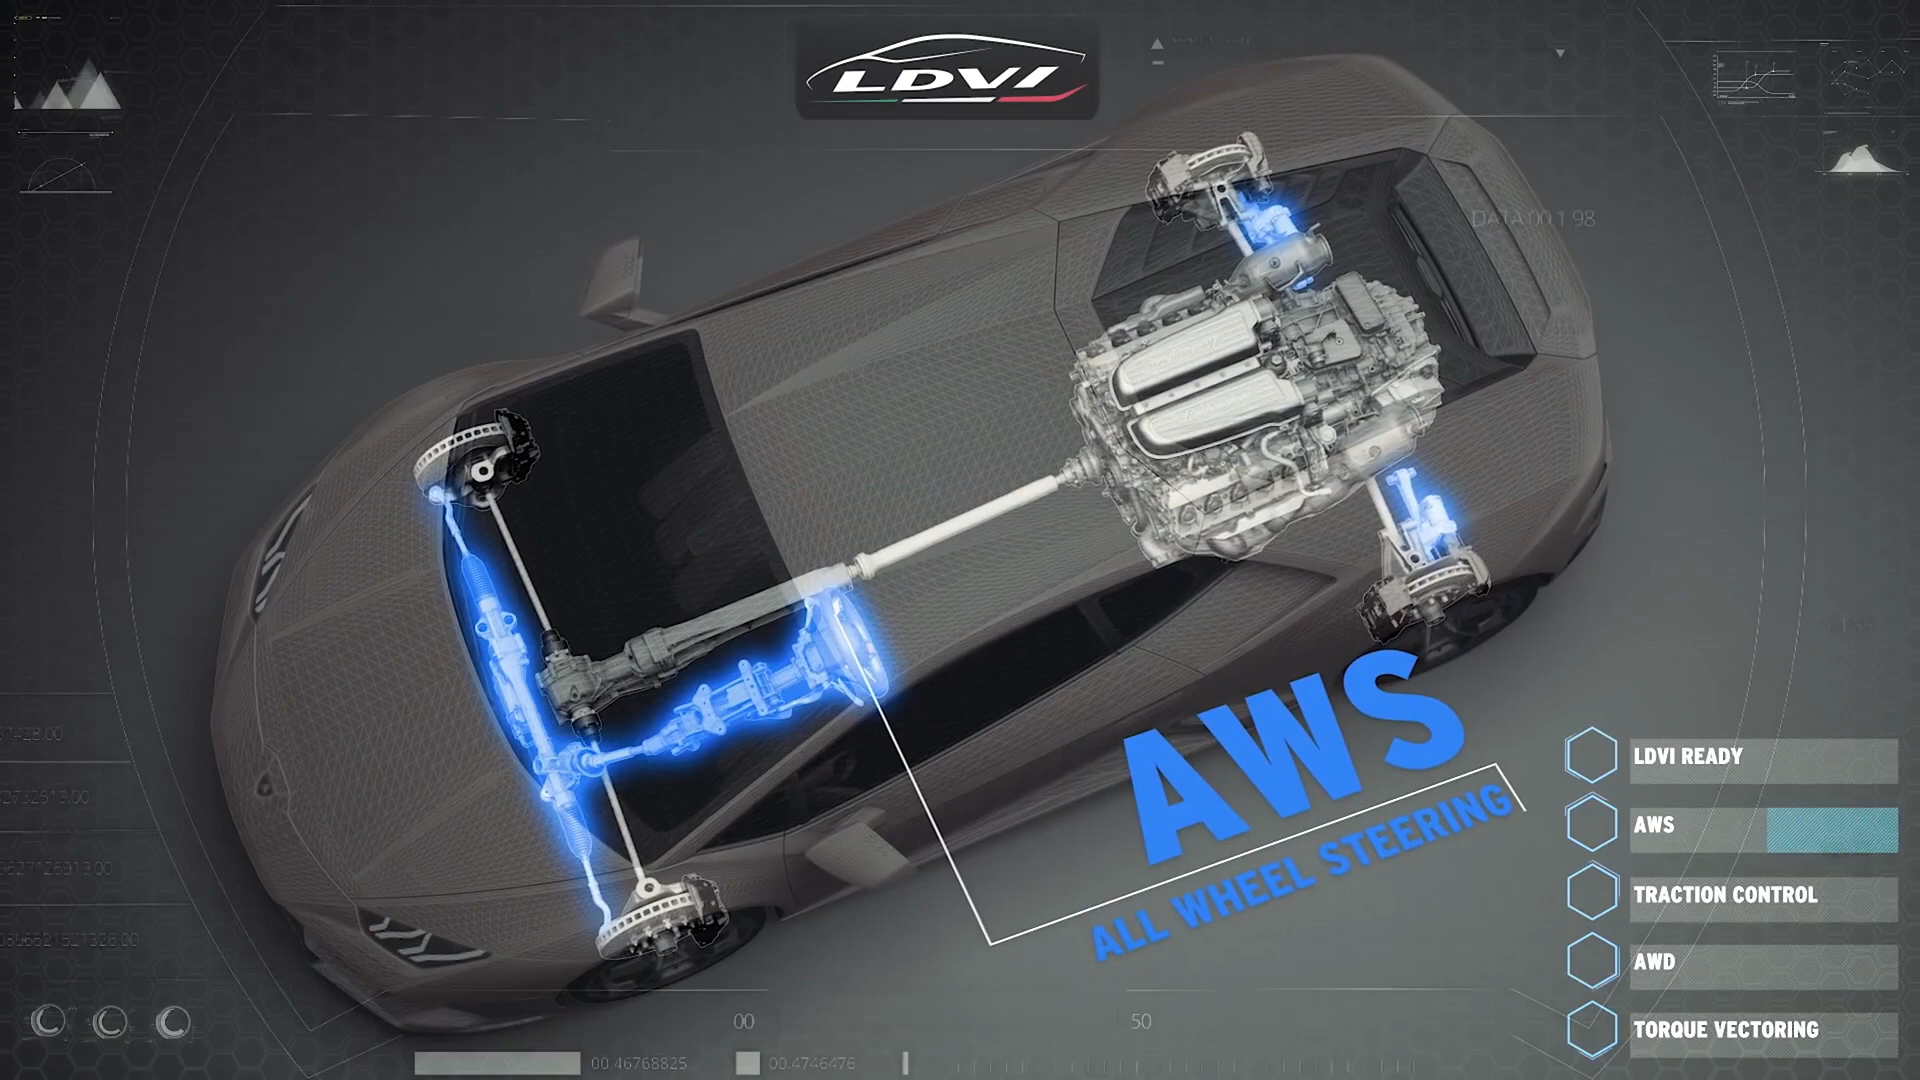 LDVI
DATA 00 1 98
AWS
ALL WHEEL STEERING
LDVI READY
AWS
TRACTION CONTROL
AWD
TORQUE VECTORING
00
50
00.46768825
00.4746476